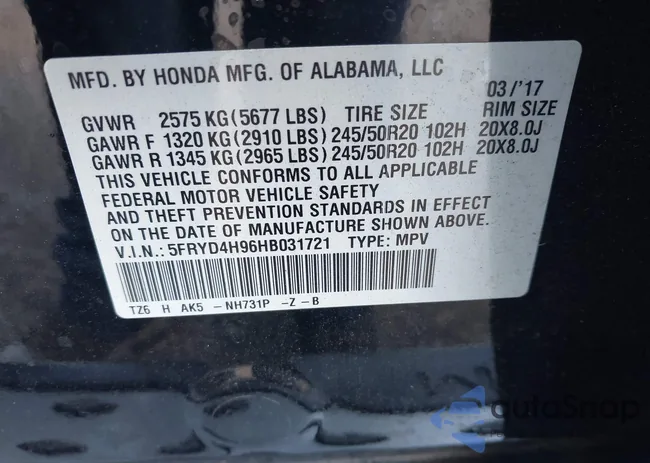 MFD. BY HONDA MFG. OF ALABAMA, LLC
03/'17
GVWR 2575 KG(5677 LBS) TIRE SIZE RIM SIZE
GAWR F 1320 KG(2910 LBS) 245/50R20 102H 20X8.0J
GAWR R 1345 KG(2965 LBS) 245/50R20 102H 20X8.0J
THIS VEHICLE CONFORMS TO ALL APPLICABLE
FEDERAL MOTOR VEHICLE SAFETY
AND THEFT PREVENTION STANDARDS IN EFFECT
ON THE DATE OF MANUFACTURE SHOWN ABOVE.
V.I.N.: 5FRYD4H96HB031721 TYPE: MPV
TZ6 H AK5 -NH731P -Z -B
autoSnap